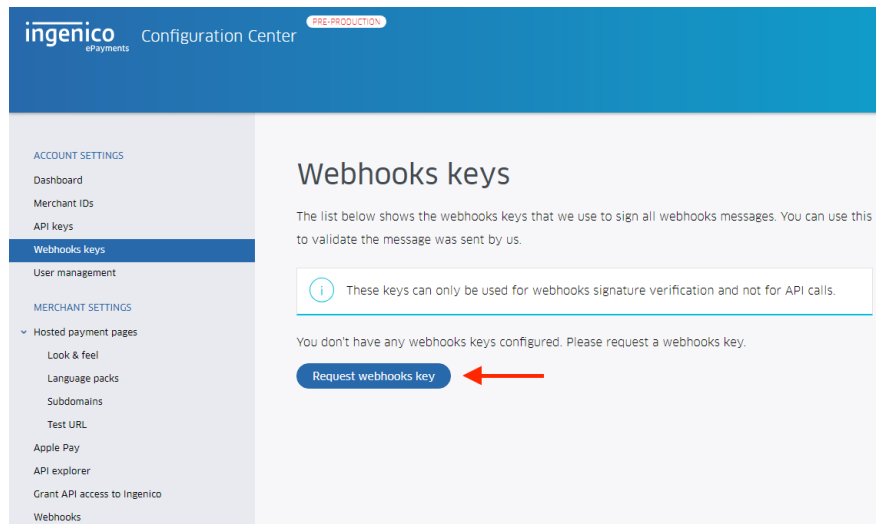 ingenico
ePayments
Configuration Center
PRE-PRODUCTION
ACCOUNT SETTINGS
Dashboard
Merchant IDs
API keys
Webhooks keys
User management
MERCHANT SETTINGS
Hosted payment pages
Look & feel
Language packs
Subdomains
Test URL
Apple Pay
API explorer
Grant API access to Ingenico
Webhooks
Webhooks keys
The list below shows the webhooks keys that we use to sign all webhooks messages. You can use this
to validate the message was sent by us.
i These keys can only be used for webhooks signature verification and not for API calls.
You don't have any webhooks keys configured. Please request a webhooks key.
Request webhooks key